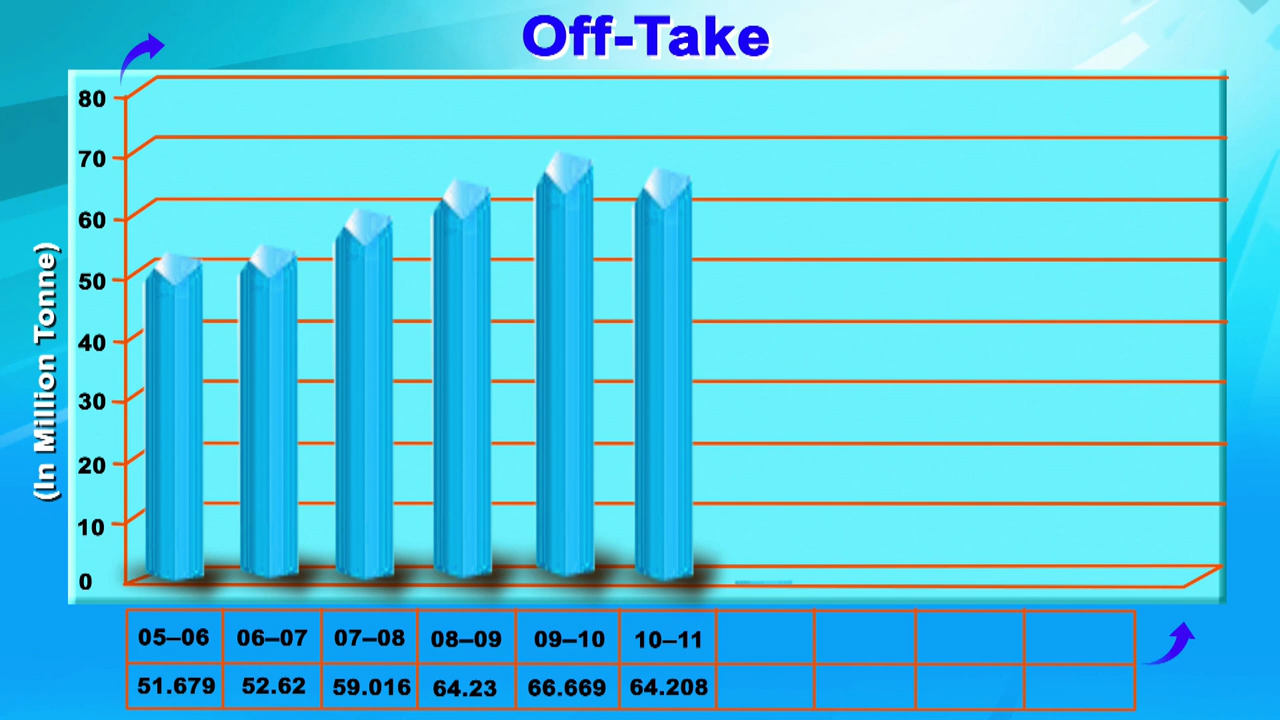 Off-Take
(In Million Tonne)
80
70
60
50
40
30
20
10
0
05–06 06–07 07–08 08–09 09–10 10–11
51.679 52.62 59.016 64.23 66.669 64.208